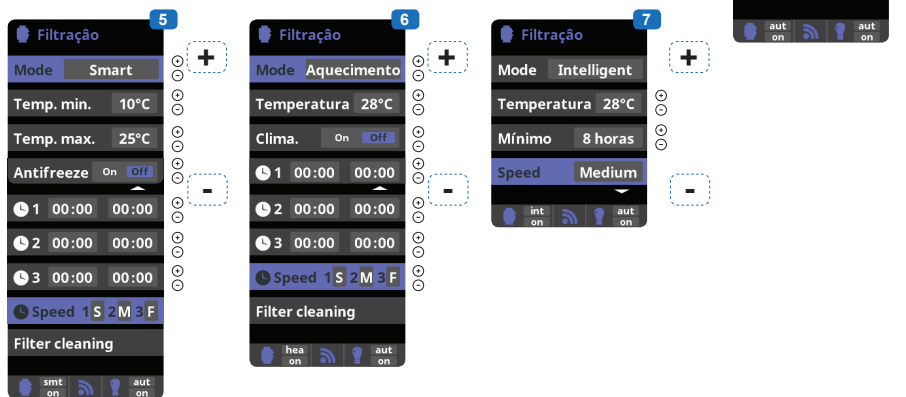 5
Filtraçâo
Mode Smart
Temp. min. 10°C
Temp. max. 25°C
Antifreeze On Off
1 00:00 00:00
2 00:00 00:00
3 00:00 00:00
Speed 1 S 2 M 3 F
Filter cleaning
smt on aut on
+
-
6
Filtraçâo
Mode Aquecimento
Temperatura 28°C
Clima. On Off
1 00:00 00:00
2 00:00 00:00
3 00:00 00:00
Speed 1 S 2 M 3 F
Filter cleaning
hea on aut on
+
-
7
Filtraçâo
Mode Intelligent
Temperatura 28°C
Mínimo 8 horas
Speed Medium
int on aut on
+
-
aut on aut on